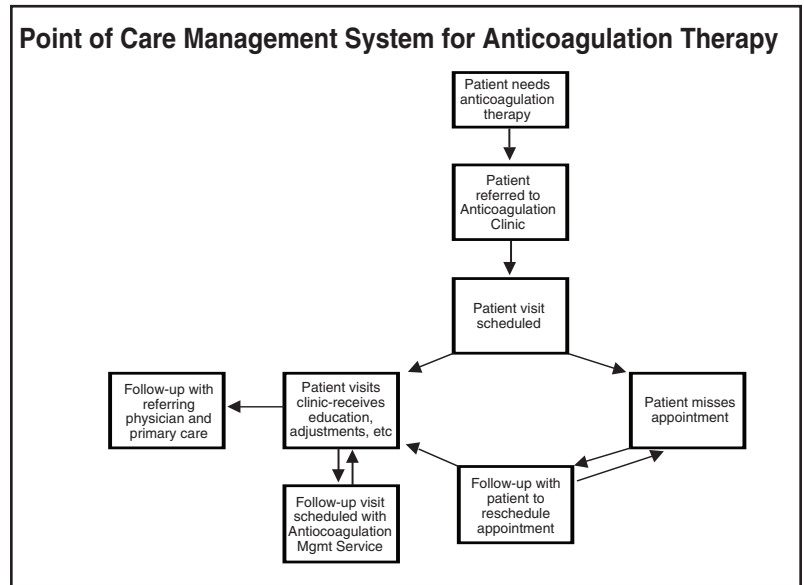 Point of Care Management System for Anticoagulation Therapy
Patient needs
anticoagulation
therapy
Patient
referred to
Anticoagulation
Clinic
Patient visit
scheduled
Follow-up with
referring
physician and
primary care
Patient visits
clinic-receives
education,
adjustments, etc
Patient misses
appointment
Follow-up visit
scheduled with
Antiocoagulation
Mgmt Service
Follow-up with
patient to
reschedule
appointment